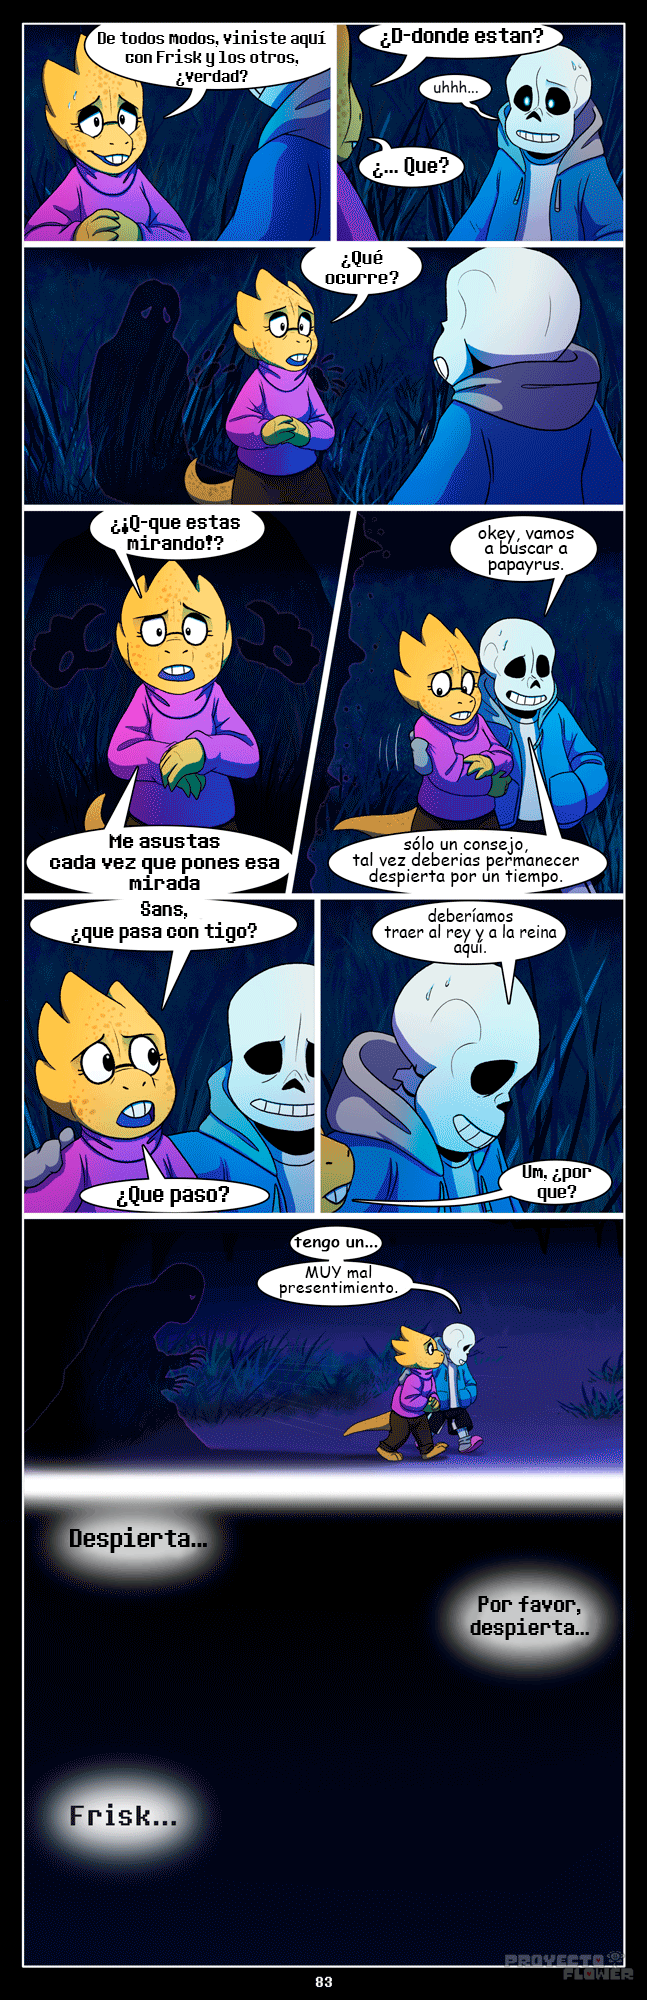 De todos modos, viniste aquí
con Frisk y los otros,
¿verdad?
¿D-donde estan?
uhhh...
¿... Que?
¿Qué
ocurre?
¿¡Q-que estas
mirando!?
Me asustas
cada vez que pones esa
mirada
okey, vamos
a buscar a
papayrus.
sólo un consejo,
tal vez deberias permanecer
despierta por un tiempo.
Sans,
¿que pasa con tigo?
¿Que paso?
deberíamos
traer al rey y a la reina
aquí.
Um, ¿por
que?
tengo un...
MUY mal
presentimiento.
Despierta...
Por favor,
despierta...
Frisk...
PROYECTO
FLOWER
83